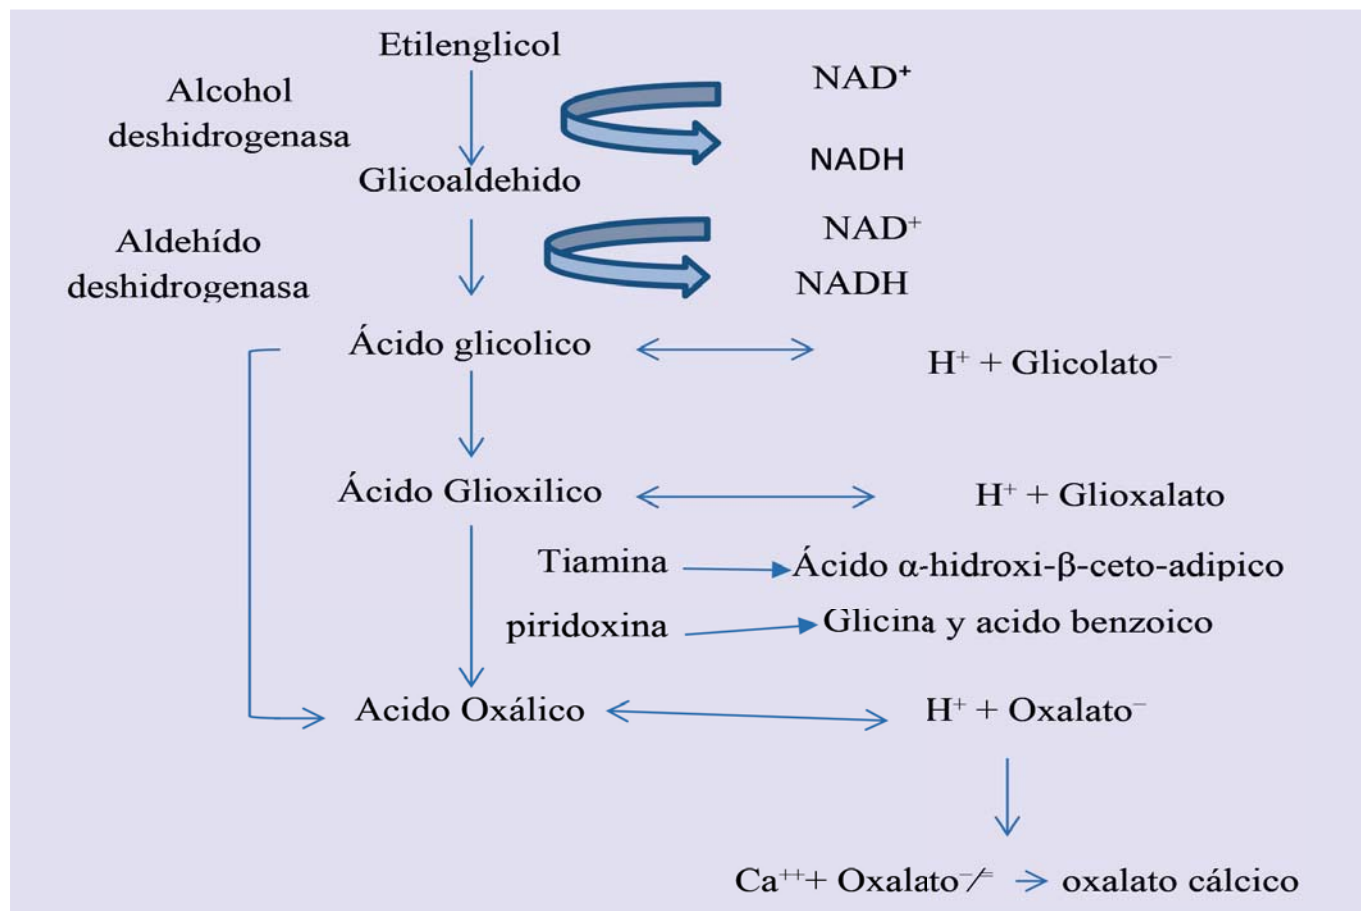 Etilenglicol
NAD⁺
Alcohol
deshidrogenasa
NADH
Glicoaldehido
NAD⁺
Aldehído
deshidrogenasa
NADH
Ácido glicolico
H⁺ + Glicolato⁻
Ácido Glioxilico
H⁺ + Glioxalato
Tiamina
Ácido α-hidroxi-β-ceto-adipico
piridoxina
Glicina y acido benzoico
Acido Oxálico
H⁺ + Oxalato⁻
Ca⁺⁺+ Oxalato⁻⁄⁼ → oxalato cálcico